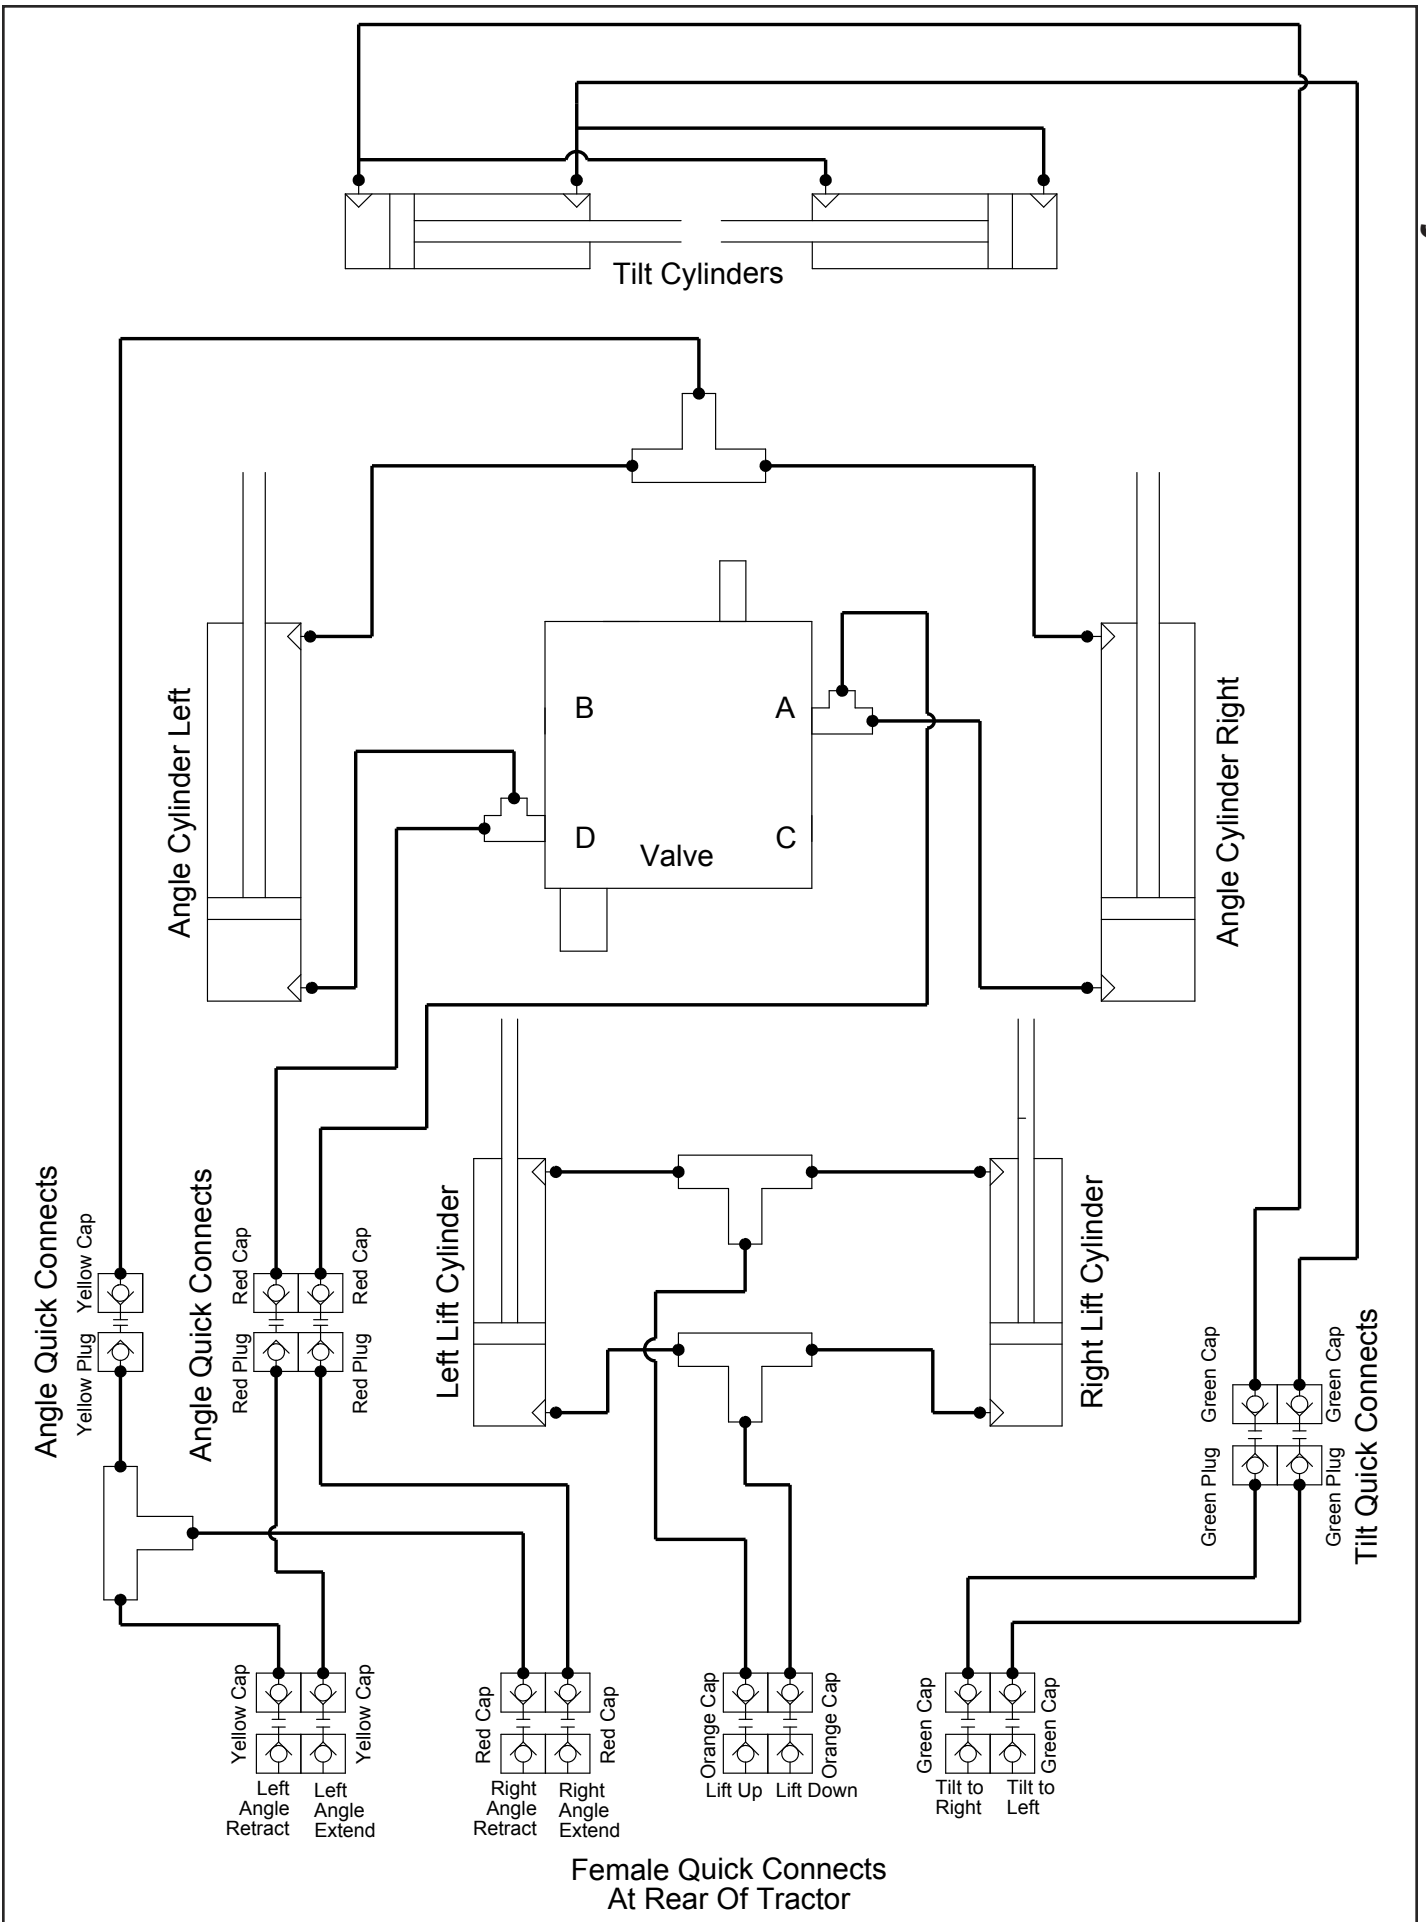 Tilt Cylinders
Angle Cylinder Left
B
A
D
C
Valve
Angle Cylinder Right
Angle Quick Connects
Yellow Cap
Yellow Plug
Angle Quick Connects
Red Cap
Red Plug
Red Cap
Red Plug
Left Lift Cylinder
Right Lift Cylinder
Green Cap
Green Plug
Green Cap
Green Plug
Tilt Quick Connects
Yellow Cap
Yellow Cap
Red Cap
Red Cap
Orange Cap
Orange Cap
Green Cap
Green Cap
Left
Angle
Retract
Left
Angle
Extend
Right
Angle
Retract
Right
Angle
Extend
Lift Up
Lift Down
Tilt to
Right
Tilt to
Left
Female Quick Connects
At Rear Of Tractor